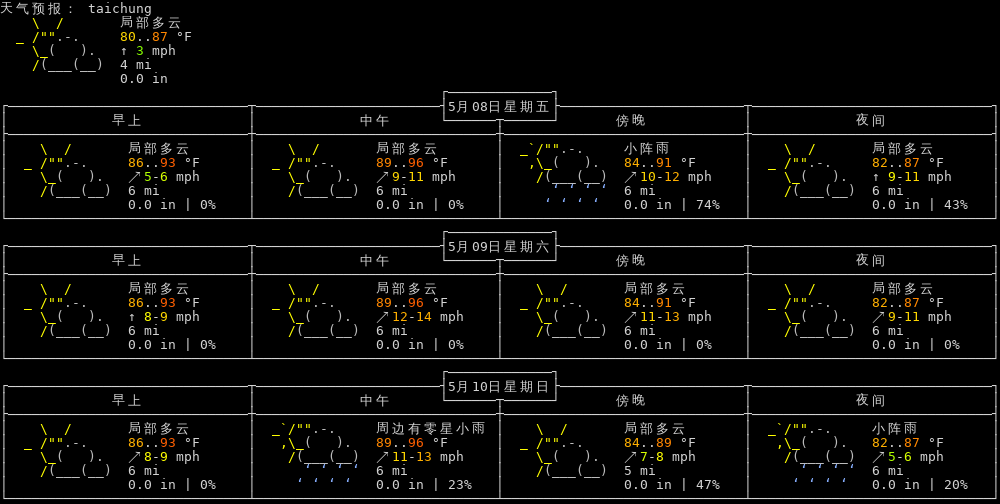 天气预报： taichung
局部多云
80..87 °F
↑ 3 mph
4 mi
0.0 in
5月08日星期五
早上 中午 傍晚 夜间
局部多云 局部多云 小阵雨 局部多云
86..93 °F 89..96 °F 84..91 °F 82..87 °F
↗ 5-6 mph ↗ 9-11 mph ↗ 10-12 mph ↑ 9-11 mph
6 mi 6 mi 6 mi 6 mi
0.0 in | 0% 0.0 in | 0% 0.0 in | 74% 0.0 in | 43%
5月09日星期六
早上 中午 傍晚 夜间
局部多云 局部多云 局部多云 局部多云
86..93 °F 89..96 °F 84..91 °F 82..87 °F
↑ 8-9 mph ↗ 12-14 mph ↗ 11-13 mph ↗ 9-11 mph
6 mi 6 mi 6 mi 6 mi
0.0 in | 0% 0.0 in | 0% 0.0 in | 0% 0.0 in | 0%
5月10日星期日
早上 中午 傍晚 夜间
局部多云 周边有零星小雨 局部多云 小阵雨
86..93 °F 89..96 °F 84..89 °F 82..87 °F
↗ 8-9 mph ↗ 11-13 mph ↗ 7-8 mph ↗ 5-6 mph
6 mi 6 mi 5 mi 6 mi
0.0 in | 0% 0.0 in | 23% 0.0 in | 47% 0.0 in | 20%